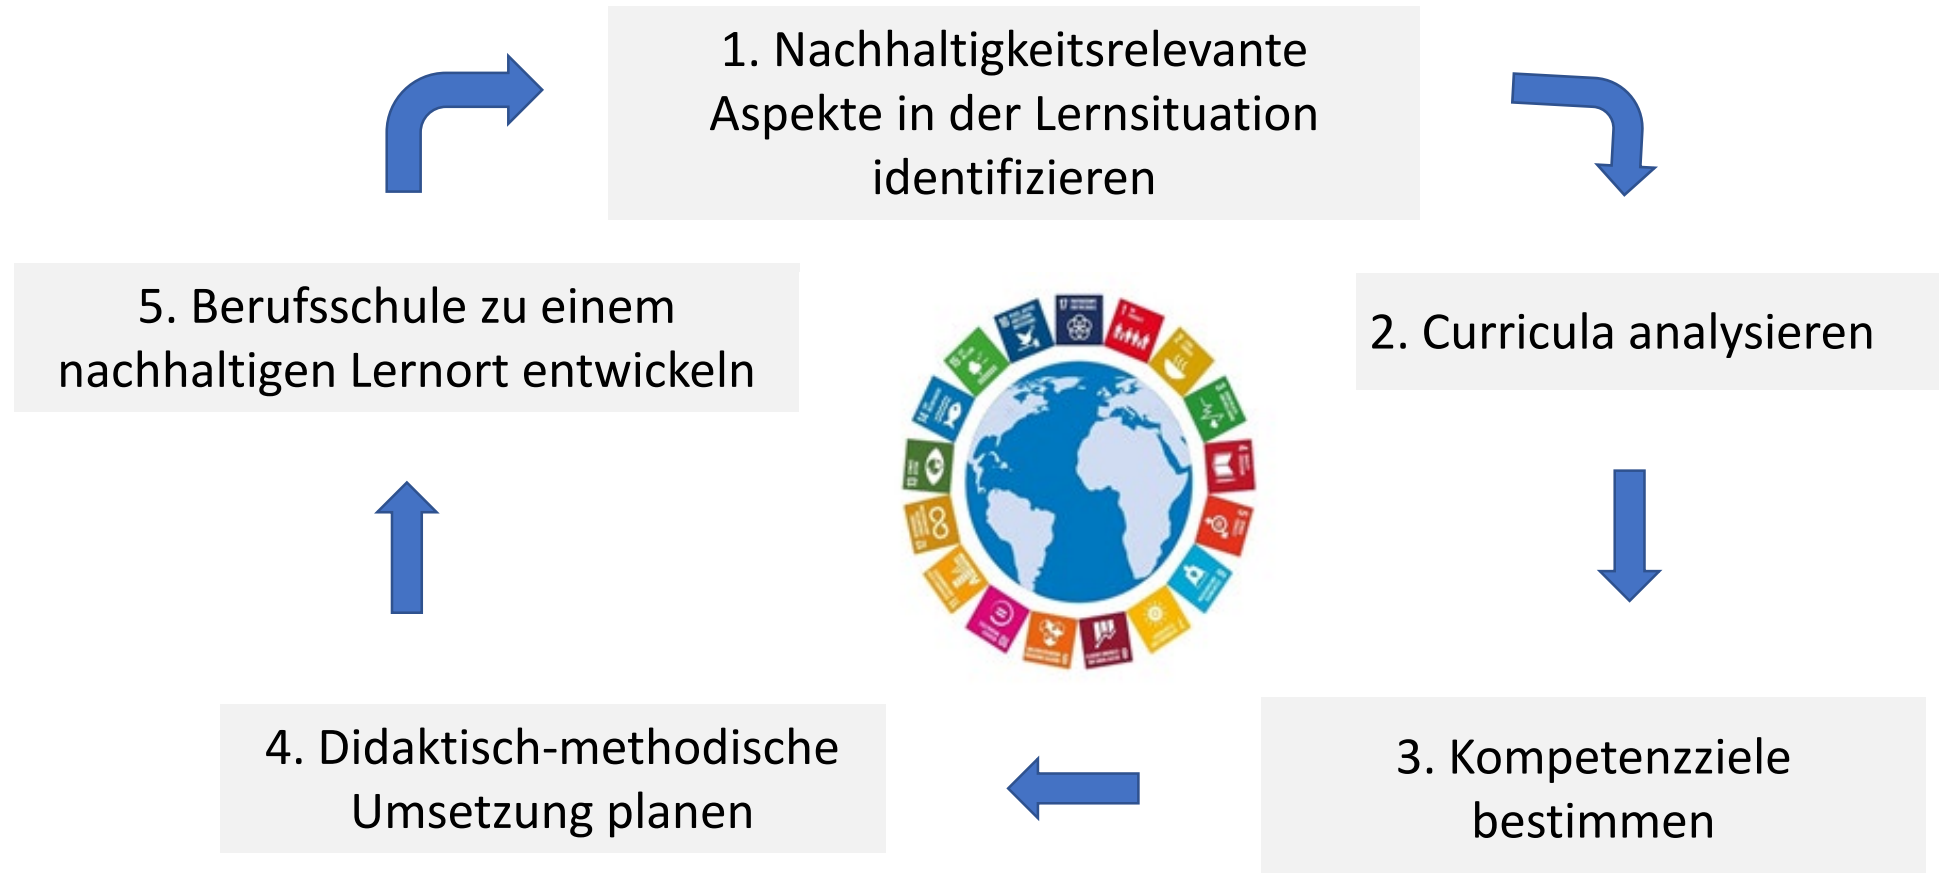 1. Nachhaltigkeitsrelevante
Aspekte in der Lernsituation
identifizieren
2. Curricula analysieren
3. Kompetenzziele
bestimmen
4. Didaktisch-methodische
Umsetzung planen
5. Berufsschule zu einem
nachhaltigen Lernort entwickeln